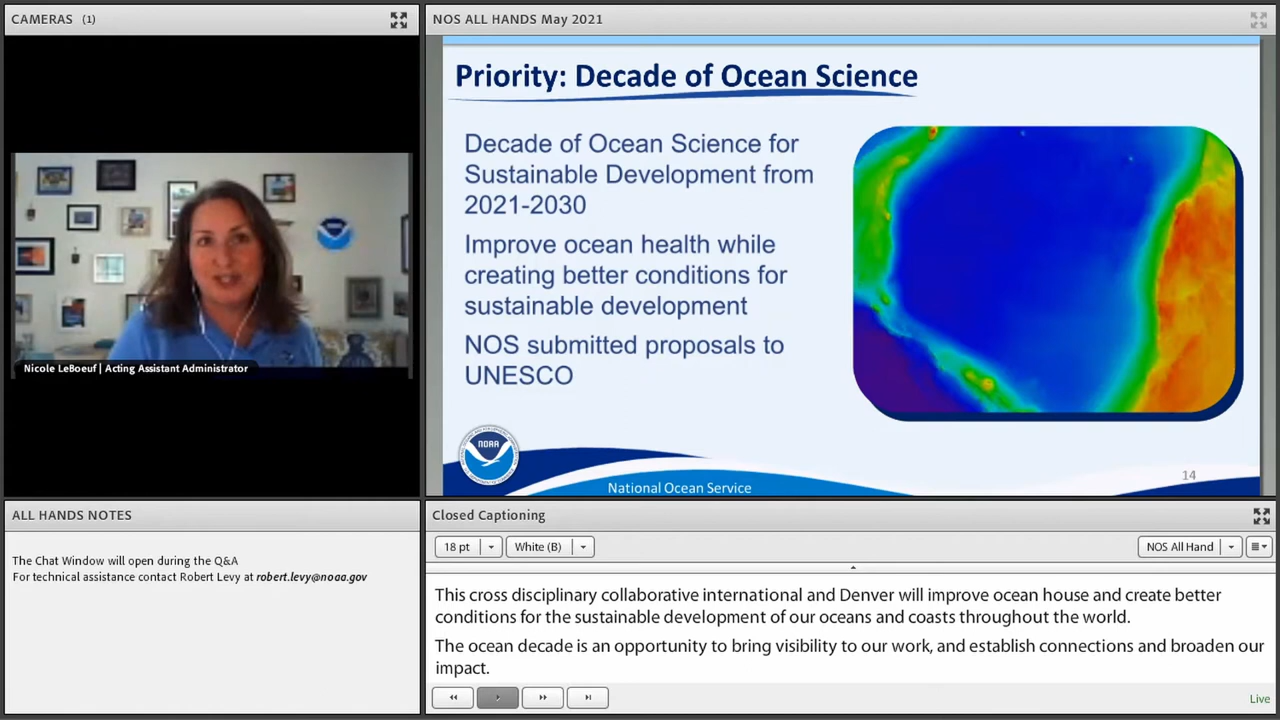 CAMERAS (1)
Nicole LeBoeuf | Acting Assistant Administrator
NOS ALL HANDS May 2021
Priority: Decade of Ocean Science
Decade of Ocean Science for
Sustainable Development from
2021-2030
Improve ocean health while
creating better conditions for
sustainable development
NOS submitted proposals to
UNESCO
NOAA
National Ocean Service
14
ALL HANDS NOTES
The Chat Window will open during the Q&A
For technical assistance contact Robert Levy at robert.levy@noaa.gov
Closed Captioning
18 pt
White (B)
NOS All Hand
This cross disciplinary collaborative international and Denver will improve ocean house and create better
conditions for the sustainable development of our oceans and coasts throughout the world.
The ocean decade is an opportunity to bring visibility to our work, and establish connections and broaden our
impact.
Live